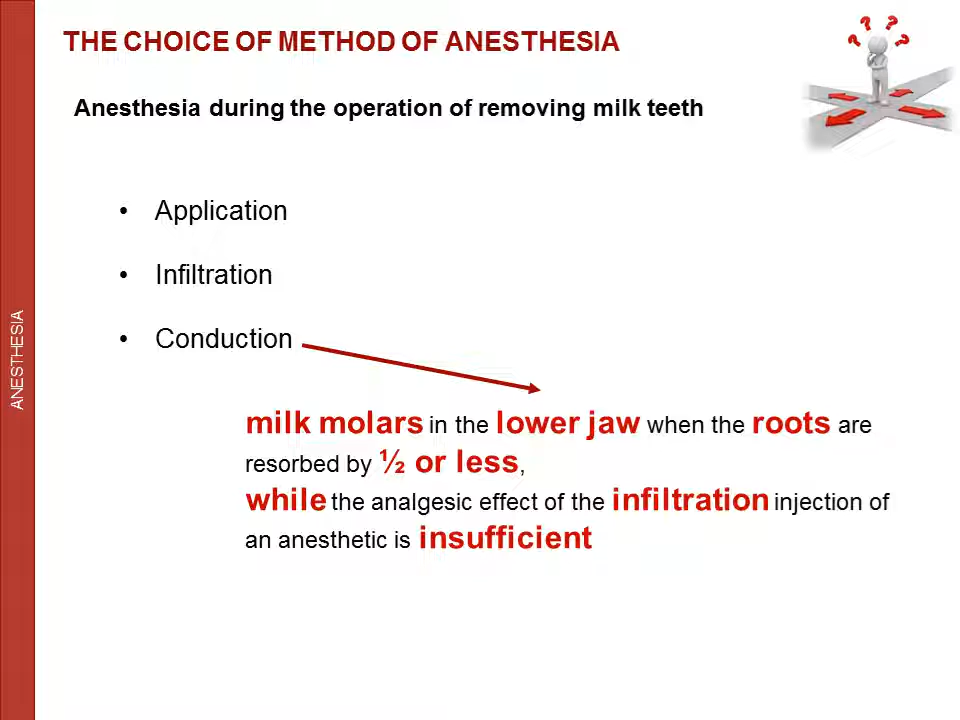 THE CHOICE OF METHOD OF ANESTHESIA
Anesthesia during the operation of removing milk teeth
• Application
• Infiltration
• Conduction
milk molars in the lower jaw when the roots are
resorbed by ½ or less,
while the analgesic effect of the infiltration injection of
an anesthetic is insufficient
ANESTHESIA
? ? ? ?